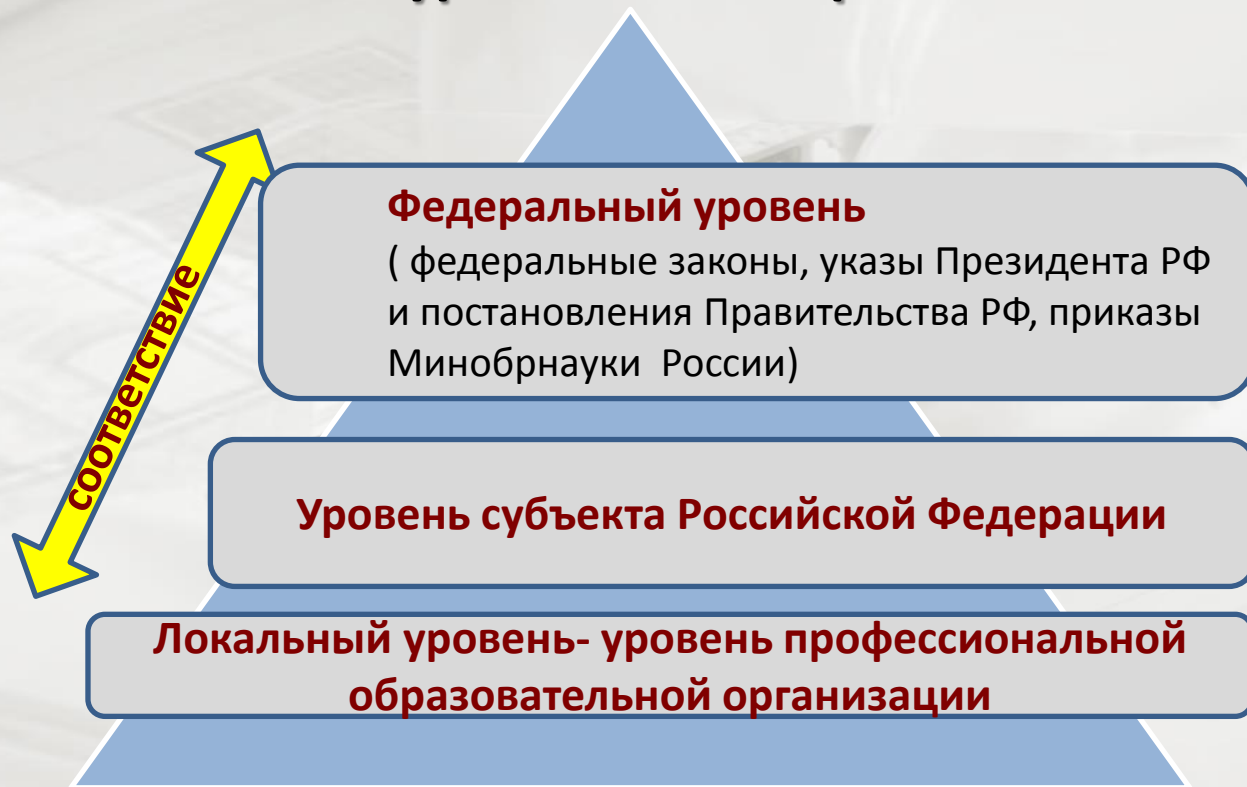 Федеральный уровень
( федеральные законы, указы Президента РФ
и постановления Правительства РФ, приказы
Минобрнауки России)
соответствие
Уровень субъекта Российской Федерации
Локальный уровень- уровень профессиональной
образовательной организации